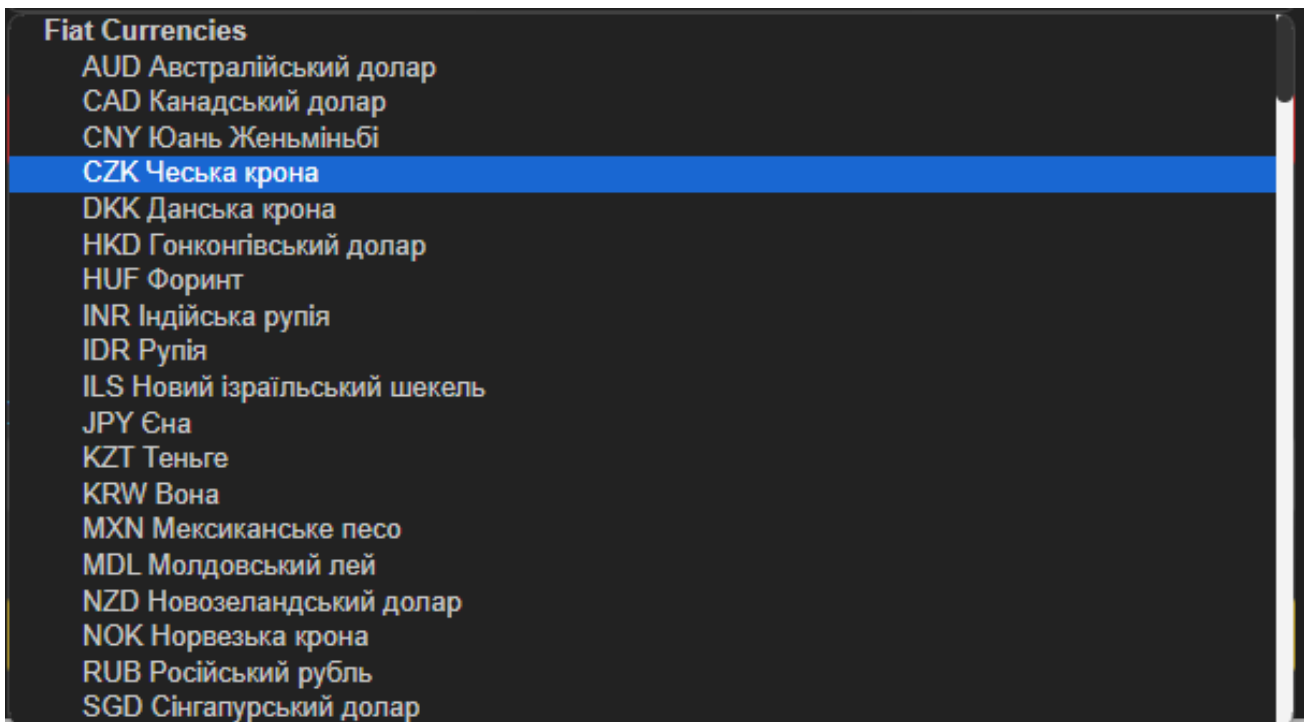 Fiat Currencies
AUD Австралійський долар
CAD Канадський долар
CNY Юань Женьміньбі
CZK Чеська крона
DKK Данська крона
HKD Гонконгівський долар
HUF Форинт
INR Індійська рупія
IDR Рупія
ILS Новий ізраїльський шекель
JPY Єна
KZT Теньге
KRW Вона
MXN Мексиканське песо
MDL Молдовський лей
NZD Новозеландський долар
NOK Норвезька крона
RUB Російський рубль
SGD Сінгапурський долар